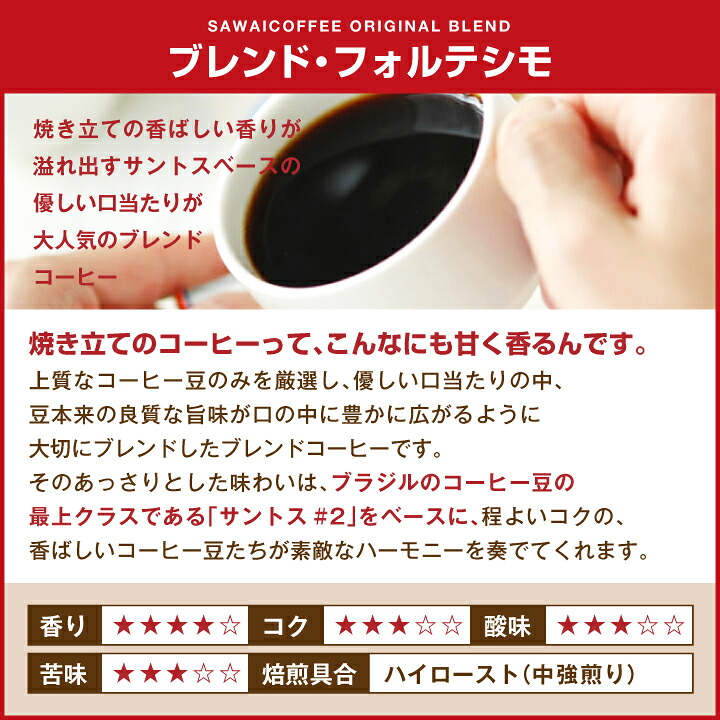 SAWAICOFFEE ORIGINAL BLEND
ブレンド・フォルテシモ
焼き立ての香ばしい香りが
溢れ出すサントスベースの
優しい口当たりが
大人気のブレンド
コーヒー
焼き立てのコーヒーって、こんなにも甘く香るんです。
上質なコーヒー豆のみを厳選し、優しい口当たりの中、
豆本来の良質な旨味が口の中に豊かに広がるように
大切にブレンドしたブレンドコーヒーです。
そのあっさりとした味わいは、ブラジルのコーヒー豆の
最上クラスである「サントス #2」をベースに、程よいコクの、
香ばしいコーヒー豆たちが素敵なハーモニーを奏でてくれます。
香り ★★★★☆ コク ★★★☆☆ 酸味 ★★★☆☆
苦味 ★★★☆☆ 焙煎具合 ハイロースト(中強煎り)